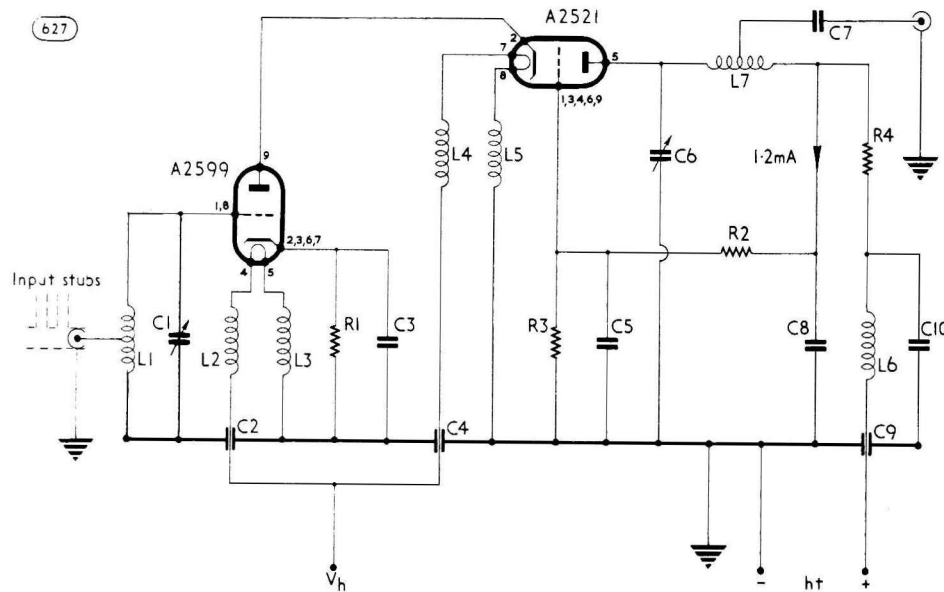 627
A2521
C7
2
7
8
5
1,3,4,6,9
L7
L4
L5
C6
1·2mA
R4
A2599
9
1,8
2,3,6,7
4
5
R2
Input stubs
L1
C1
L2
L3
R1
C3
R3
C5
C8
L6
C10
C2
C4
C9
Vh
- ht +